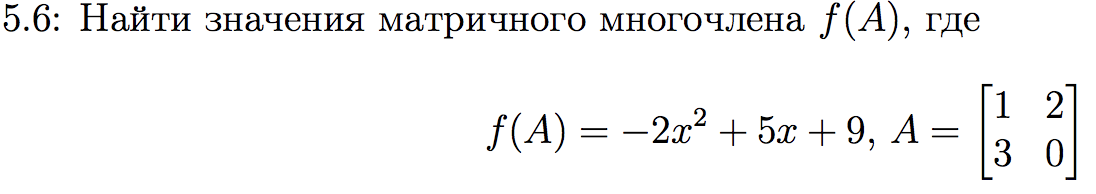 5.6: Найти значения матричного многочлена f(A), где
f(A) = −2x² + 5x + 9, A = [1 2
3 0]